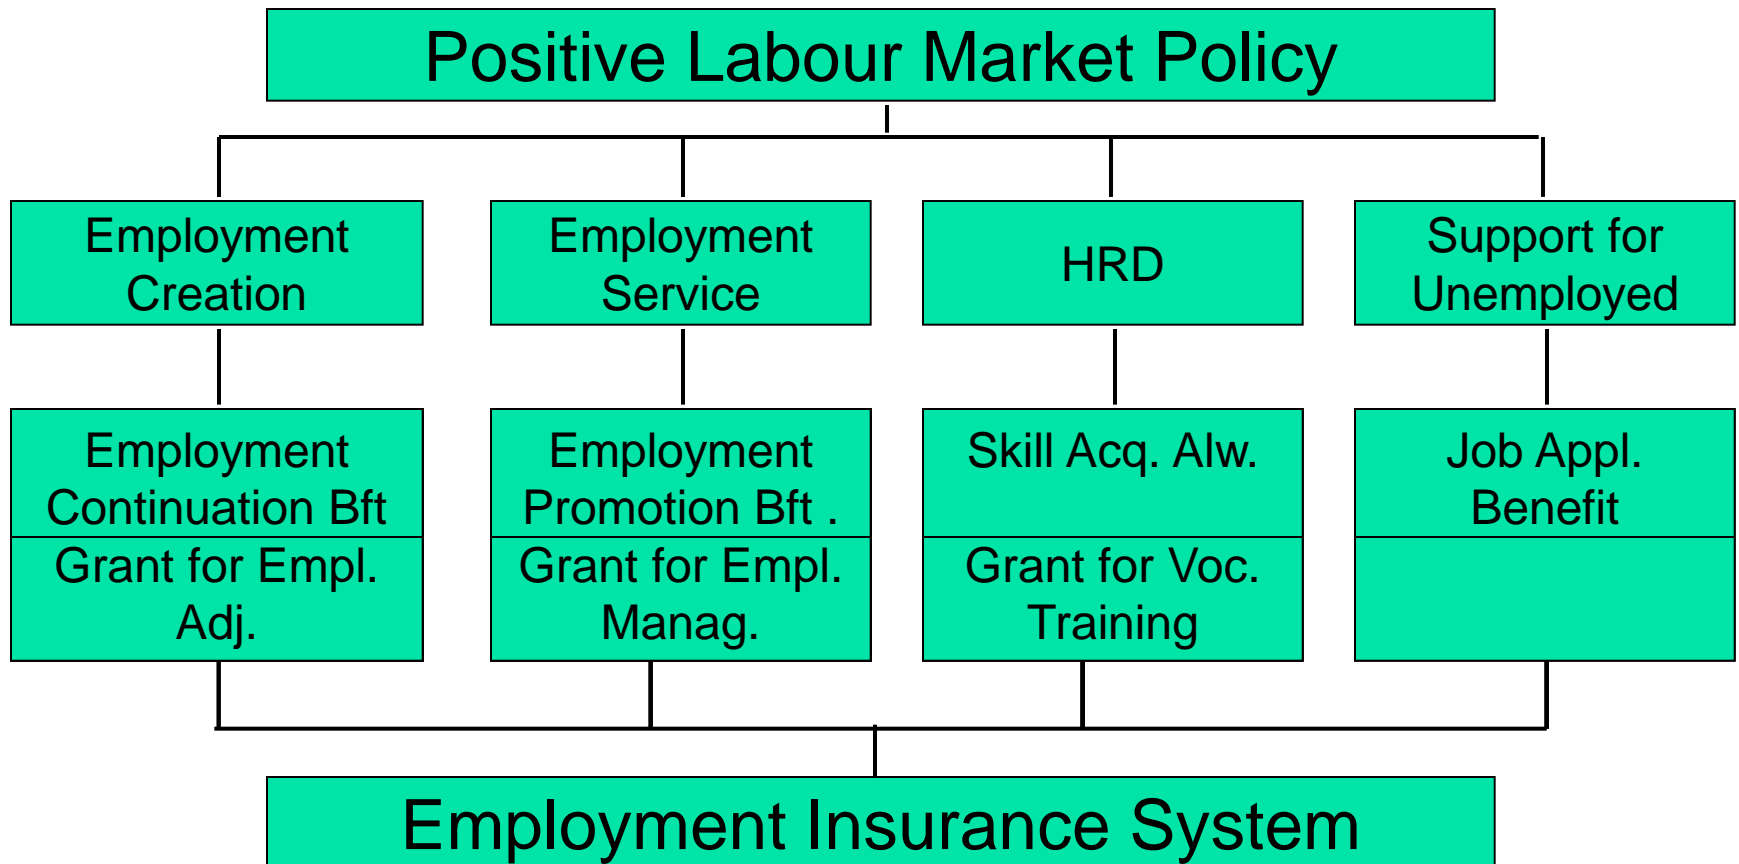 Positive Labour Market Policy
Employment
Creation
Employment
Service
HRD
Support for
Unemployed
Employment
Continuation Bft
Grant for Empl.
Adj.
Employment
Promotion Bft .
Grant for Empl.
Manag.
Skill Acq. Alw.
Grant for Voc.
Training
Job Appl.
Benefit
Employment Insurance System